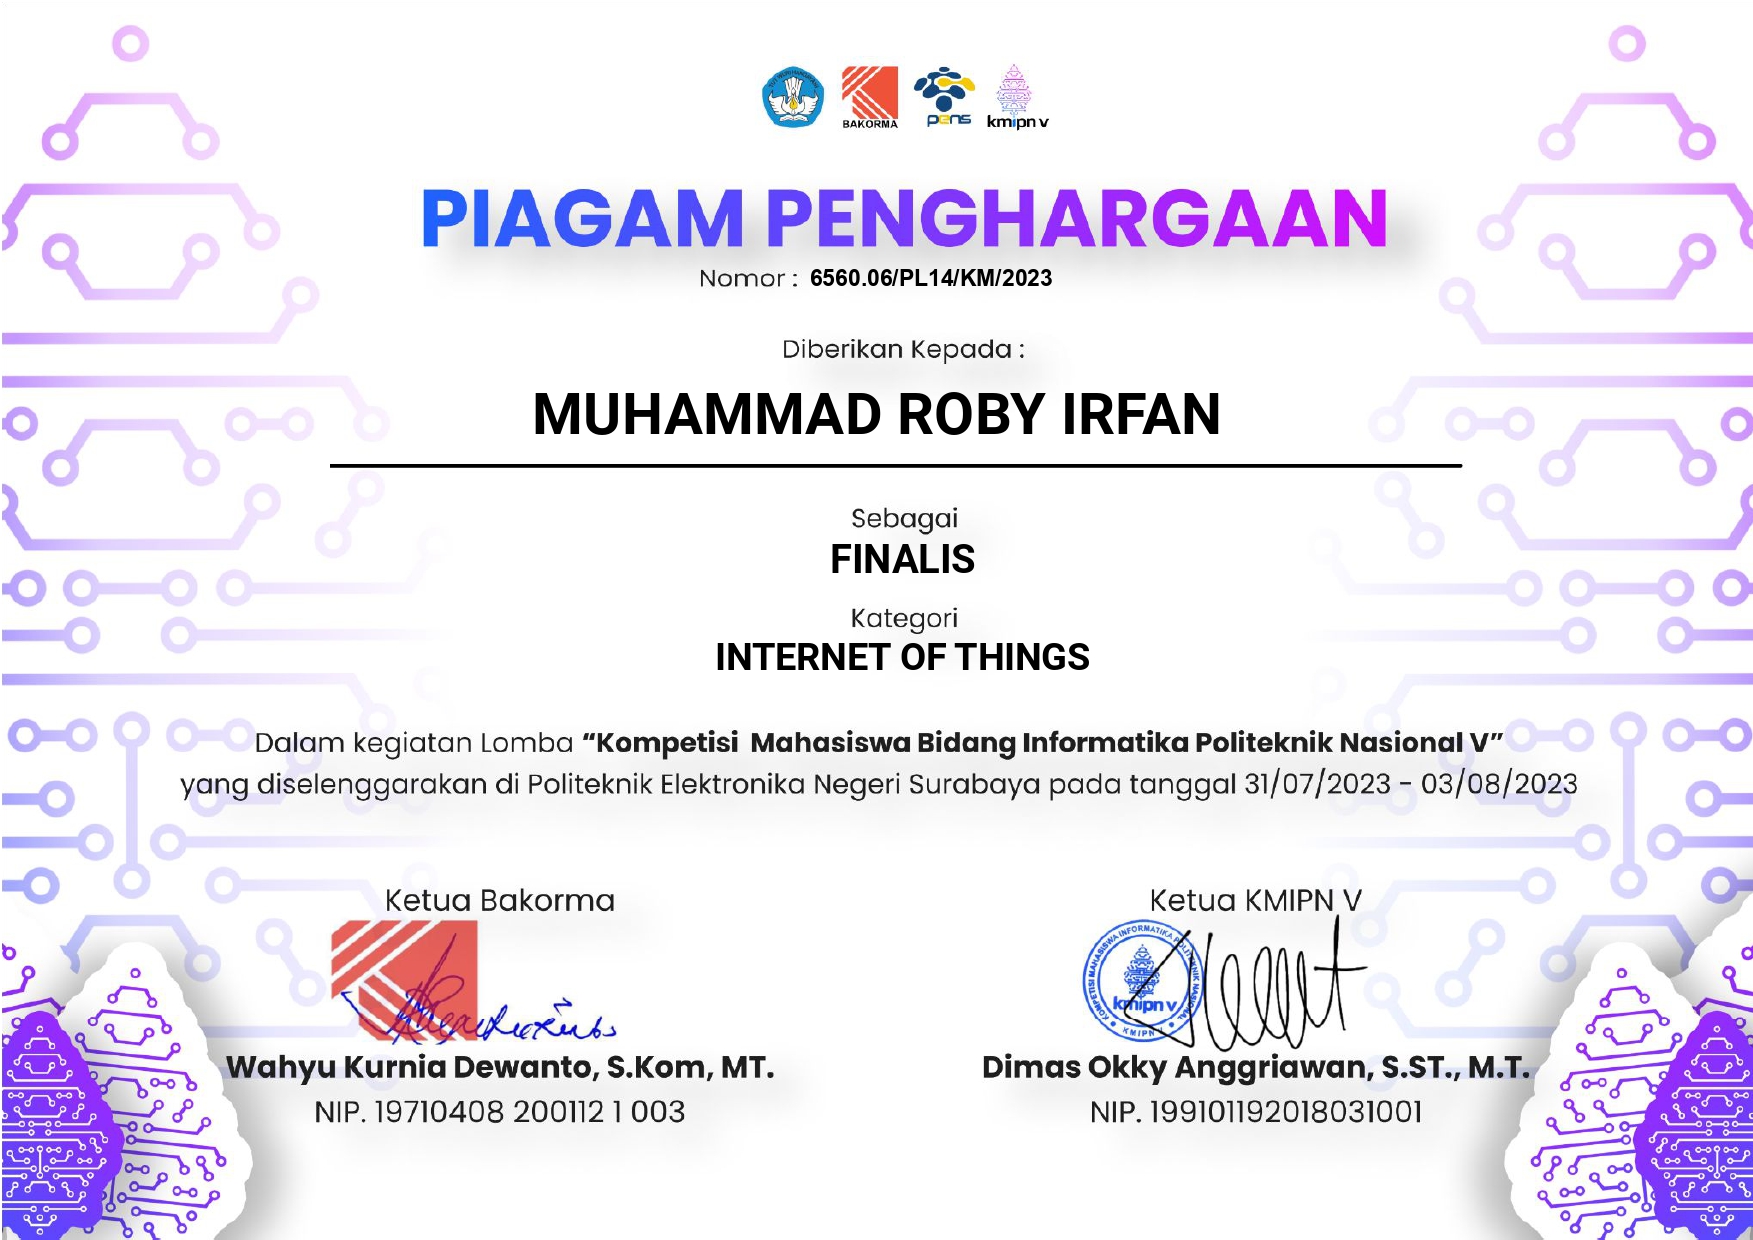 BAKORMA
pens
kmipn v
PIAGAM PENGHARGAAN
Nomor : 6560.06/PL14/KM/2023
Diberikan Kepada :
MUHAMMAD ROBY IRFAN
Sebagai
FINALIS
Kategori
INTERNET OF THINGS
Dalam kegiatan Lomba “Kompetisi Mahasiswa Bidang Informatika Politeknik Nasional V”
yang diselenggarakan di Politeknik Elektronika Negeri Surabaya pada tanggal 31/07/2023 - 03/08/2023
Ketua Bakorma
Ketua KMIPN V
KOMPETISI MAHASISWA INFORMATIKA POLITEKNIK NASIONAL
kmipn v
KMIPN V
Wahyu Kurnia Dewanto, S.Kom, MT.
Dimas Okky Anggriawan, S.ST., M.T.
NIP. 19710408 200112 1 003
NIP. 199101192018031001